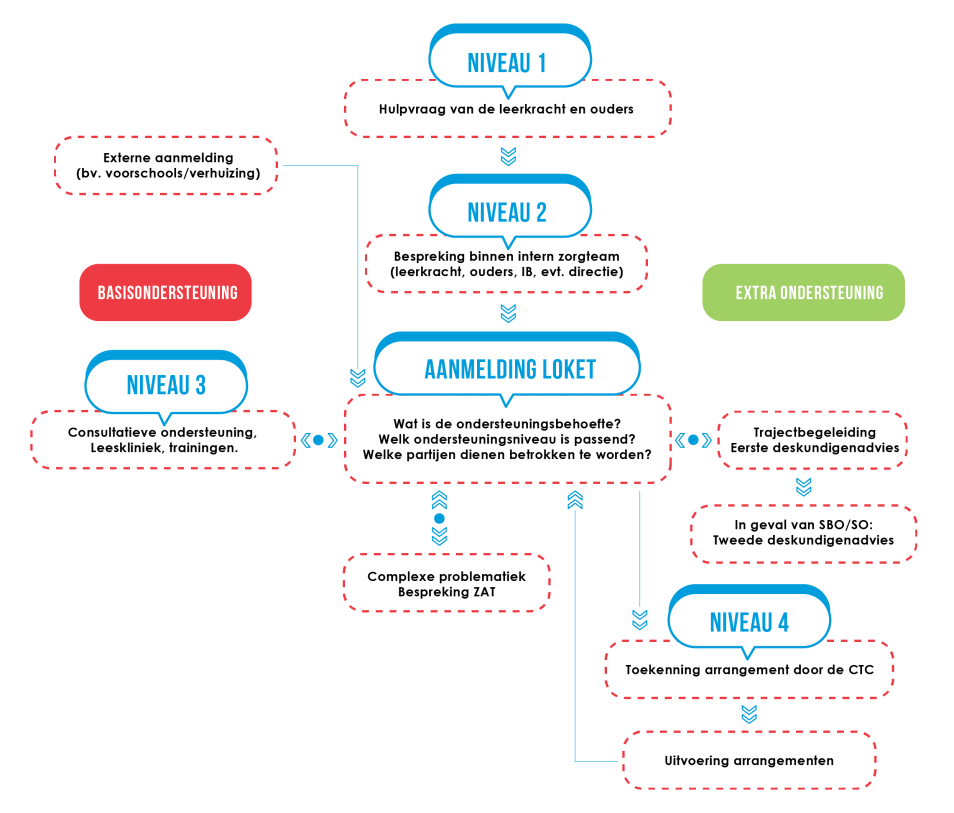 NIVEAU 1
Hulpvraag van de leerkracht en ouders
Externe aanmelding
(bv. voorschools/verhuizing)
NIVEAU 2
Bespreking binnen intern zorgteam
(leerkracht, ouders, IB, evt. directie)
BASISONDERSTEUNING
EXTRA ONDERSTEUNING
AANMELDING LOKET
Wat is de ondersteuningsbehoefte?
Welk ondersteuningsniveau is passend?
Welke partijen dienen betrokken te worden?
NIVEAU 3
Consultatieve ondersteuning,
Leeskliniek, trainingen.
Trajectbegeleiding
Eerste deskundigenadvies
In geval van SBO/SO:
Tweede deskundigenadvies
Complexe problematiek
Bespreking ZAT
NIVEAU 4
Toekenning arrangement door de CTC
Uitvoering arrangementen